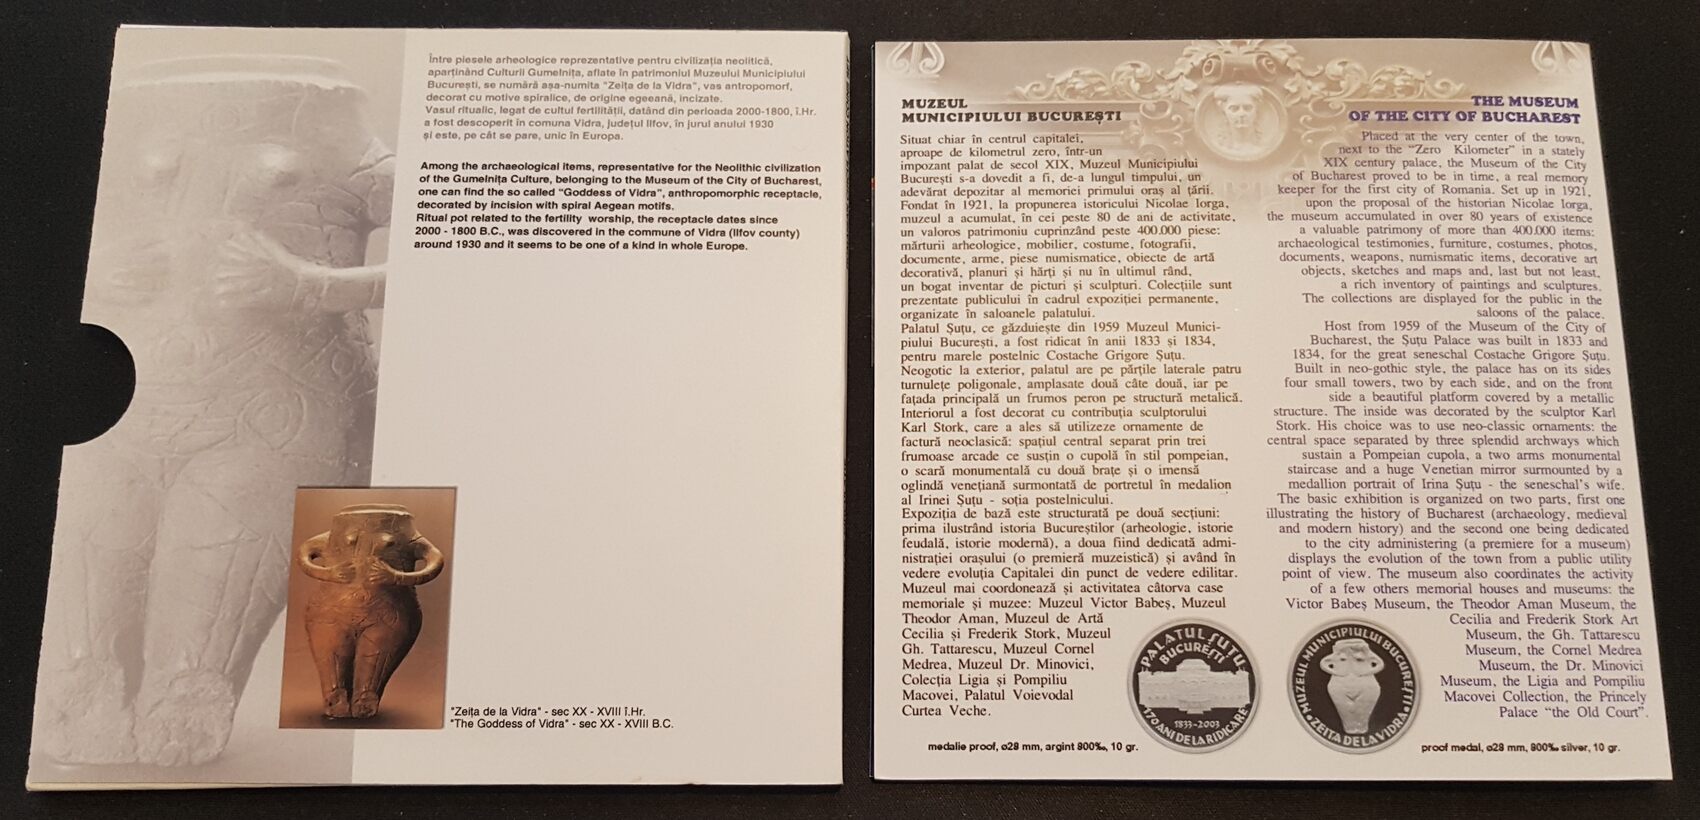 Între piesele arheologice reprezentative pentru civilizația neolitică,
aparținând Culturii Gumelnița, aflate în patrimoniul Muzeului Municipiului
București, se numără așa-numita "Zeița de la Vidra", vas antropomorf,
decorat cu motive spiralice, de origine egeeană, incizate.
Vasul ritualic, legat de cultul fertilității, datând din perioada 2000-1800, î.Hr.
a fost descoperit în comuna Vidra, județul Ilfov, în jurul anului 1930
și este, pe cât se pare, unic în Europa.
Among the archaeological items, representative for the Neolithic civilization
of the Gumelnița Culture, belonging to the Museum of the City of Bucharest,
one can find the so called "Goddess of Vidra", anthropomorphic receptacle,
decorated by incision with spiral Aegean motifs.
Ritual pot related to the fertility worship, the receptacle dates since
2000 - 1800 B.C., was discovered in the commune of Vidra (Ilfov county)
around 1930 and it seems to be one of a kind in whole Europe.
"Zeița de la Vidra" - sec XX - XVIII î.Hr.
"The Goddess of Vidra" - sec XX - XVIII B.C.
MUZEUL
MUNICIPIULUI BUCUREȘTI
Situat chiar în centrul capitalei,
aproape de kilometrul zero, într-un
impozant palat de secol XIX, Muzeul Municipiului
București s-a dovedit a fi, de-a lungul timpului, un
adevărat depozitar al memoriei primului oraș al țării.
Fondat în 1921, la propunerea istoricului Nicolae Iorga,
muzeul a acumulat, în cei peste 80 de ani de activitate,
un valoros patrimoniu cuprinzând peste 400.000 piese:
mărturii arheologice, mobilier, costume, fotografii,
documente, arme, piese numismatice, obiecte de artă
decorativă, planuri și hărți și nu în ultimul rând,
un bogat inventar de picturi și sculpturi. Colecțiile sunt
prezentate publicului în cadrul expoziției permanente,
organizate în saloanele palatului.
Palatul Șuțu, ce găzduiește din 1959 Muzeul Munici-
piului București, a fost ridicat în anii 1833 și 1834,
pentru marele postelnic Costache Grigore Șuțu.
Neogotic la exterior, palatul are pe părțile laterale patru
turnulețe poligonale, amplasate două câte două, iar pe
fațada principală un frumos peron pe structură metalică.
Interiorul a fost decorat cu contribuția sculptorului
Karl Stork, care a ales să utilizeze ornamente de
factură neoclasică: spațiul central separat prin trei
frumoase arcade ce susțin o cupolă în stil pompeian,
o scară monumentală cu două brațe și o imensă
oglindă venețiană surmontată de portretul în medalion
al Irinei Șuțu - soția postelnicului.
Expoziția de bază este structurată pe două secțiuni:
prima ilustrând istoria Bucureștilor (arheologie, istorie
feudală, istorie modernă), a doua fiind dedicată admi-
nistrației orașului (o premieră muzeistică) și având în
vedere evoluția Capitalei din punct de vedere edilitar.
Muzeul mai coordonează și activitatea câtorva case
memoriale și muzee: Muzeul Victor Babeș, Muzeul
Theodor Aman, Muzeul de Artă
Cecilia și Frederik Stork, Muzeul
Gh. Tattarescu, Muzeul Cornel
Medrea, Muzeul Dr. Minovici,
Colecția Ligia și Pompiliu
Macovei, Palatul Voievodal
Curtea Veche.
medalie proof, ø28 mm, argint 800‰, 10 gr.
PALATUL ȘUȚU
BUCUREȘTI
1833-2003
170 ANI DE LA RIDICARE
THE MUSEUM
OF THE CITY OF BUCHAREST
Placed at the very center of the town,
next to the "Zero Kilometer" in a stately
XIX century palace, the Museum of the City
of Bucharest proved to be in time, a real memory
keeper for the first city of Romania. Set up in 1921,
upon the proposal of the historian Nicolae Iorga,
the museum accumulated in over 80 years of existence
a valuable patrimony of more than 400.000 items:
archaeological testimonies, furniture, costumes, photos,
documents, weapons, numismatic items, decorative art
objects, sketches and maps and, last but not least,
a rich inventory of paintings and sculptures.
The collections are displayed for the public in the
saloons of the palace.
Host from 1959 of the Museum of the City of
Bucharest, the Șuțu Palace was built in 1833 and
1834, for the great seneschal Costache Grigore Șuțu.
Built in neo-gothic style, the palace has on its sides
four small towers, two by each side, and on the front
side a beautiful platform covered by a metallic
structure. The inside was decorated by the sculptor Karl
Stork. His choice was to use neo-classic ornaments: the
central space separated by three splendid archways which
sustain a Pompeian cupola, a two arms monumental
staircase and a huge Venetian mirror surmounted by a
medallion portrait of Irina Șuțu - the seneschal's wife.
The basic exhibition is organized on two parts, first one
illustrating the history of Bucharest (archaeology, medieval
and modern history) and the second one being dedicated
to the city administering (a premiere for a museum)
displays the evolution of the town from a public utility
point of view. The museum also coordinates the activity
of a few others memorial houses and museums: the
Victor Babeș Museum, the Theodor Aman Museum, the
Cecilia and Frederik Stork Art
Museum, the Gh. Tattarescu
Museum, the Cornel Medrea
Museum, the Dr. Minovici
Museum, the Ligia and Pompiliu
Macovei Collection, the Princely
Palace "the Old Court".
MUZEUL MUNICIPIULUI BUCUREȘTI
ZEIȚA DE LA VIDRA
proof medal, ø28 mm, 800‰ silver, 10 gr.